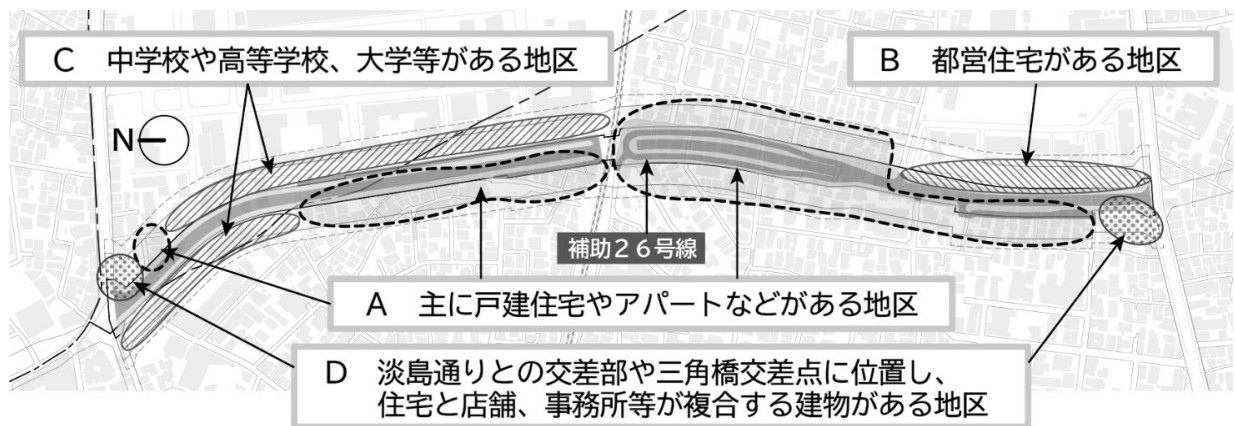 C 中学校や高等学校、大学等がある地区
B 都営住宅がある地区
N
補助26号線
A 主に戸建住宅やアパートなどがある地区
D 淡島通りとの交差部や三角橋交差点に位置し、
住宅と店舗、事務所等が複合する建物がある地区